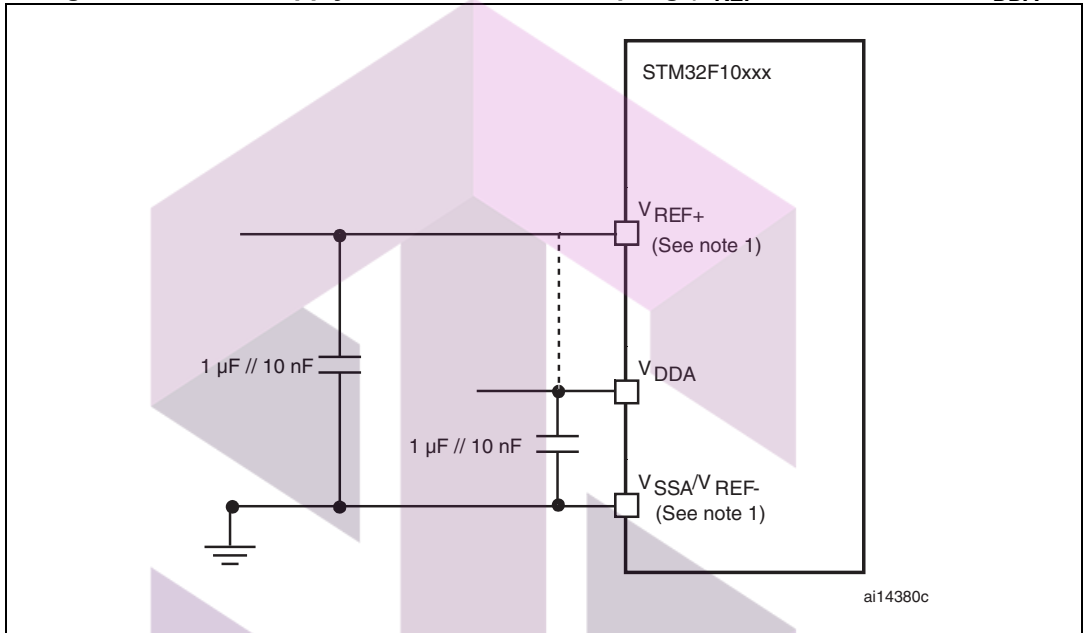 STM32F10xxx
VREF+
(See note 1)
1 µF // 10 nF
VDDA
1 µF // 10 nF
VSSA/VREF-
(See note 1)
ai14380c